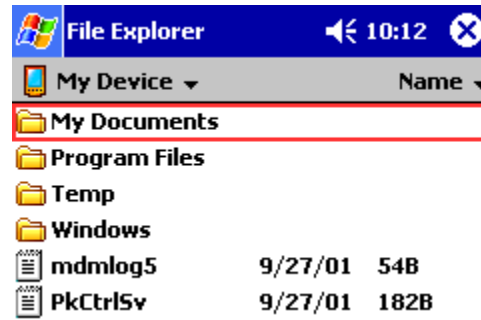 File Explorer 10:12
My Device Name
My Documents
Program Files
Temp
Windows
mdmlog5 9/27/01 54B
PkCtrlSv 9/27/01 182B